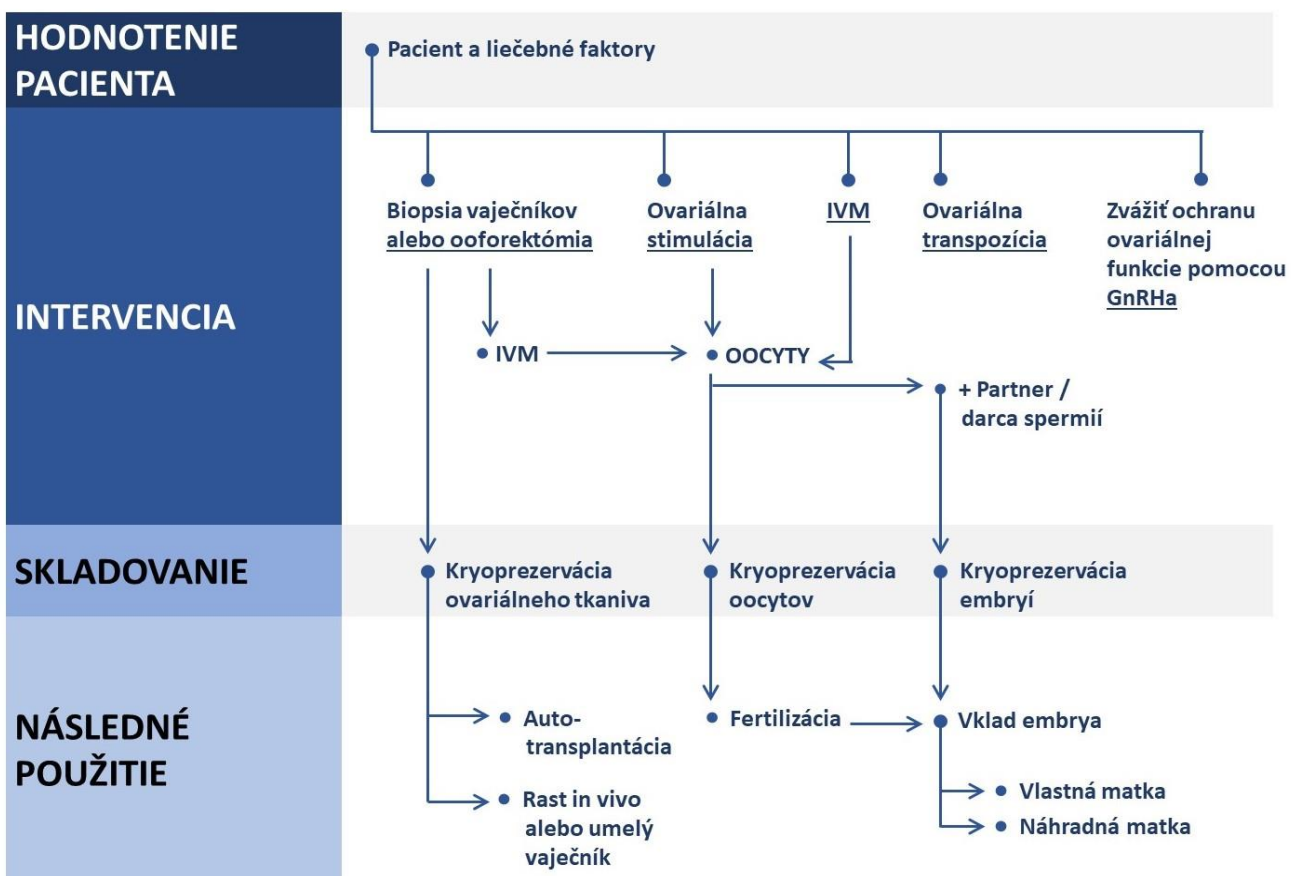 HODNOTENIE
PACIENTA
Pacient a liečebné faktory
INTERVENCIA
Biopsia vaječníkov
alebo ooforektómia
Ovariálna
stimulácia
IVM
Ovariálna
transpozícia
Zvážiť ochranu
ovariálnej
funkcie pomocou
GnRHa
IVM
OOCYTY
+ Partner /
darca spermií
SKLADOVANIE
Kryoprezervácia
ovariálneho tkaniva
Kryoprezervácia
oocytov
Kryoprezervácia
embryí
NÁSLEDNÉ
POUŽITIE
Auto-
transplantácia
Rast in vivo
alebo umelý
vaječník
Fertilizácia
Vklad embrya
Vlastná matka
Náhradná matka